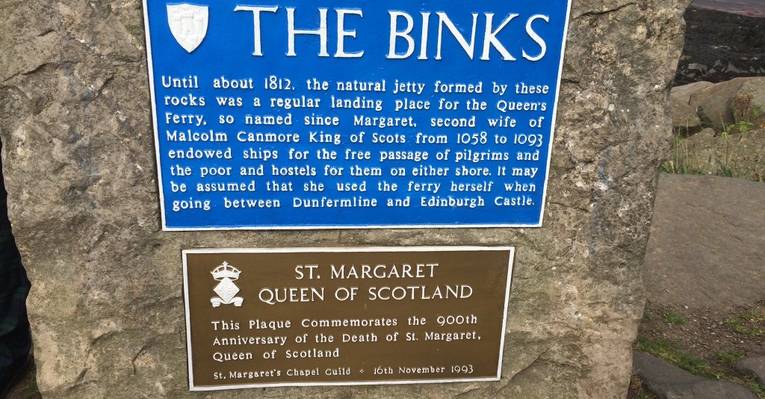 THE BINKS
Until about 1812, the natural jetty formed by these
rocks was a regular landing place for the Queen's
Ferry, so named since Margaret, second wife of
Malcolm Canmore King of Scots from 1058 to 1093
endowed ships for the free passage of pilgrims and
the poor and hostels for them on either shore. It may
be assumed that she used the ferry herself when
going between Dunfermline and Edinburgh Castle.
ST. MARGARET
QUEEN OF SCOTLAND
This Plaque Commemorates the 900th
Anniversary of the Death of St. Margaret,
Queen of Scotland
St. Margaret's Chapel Guild • 16th November 1993